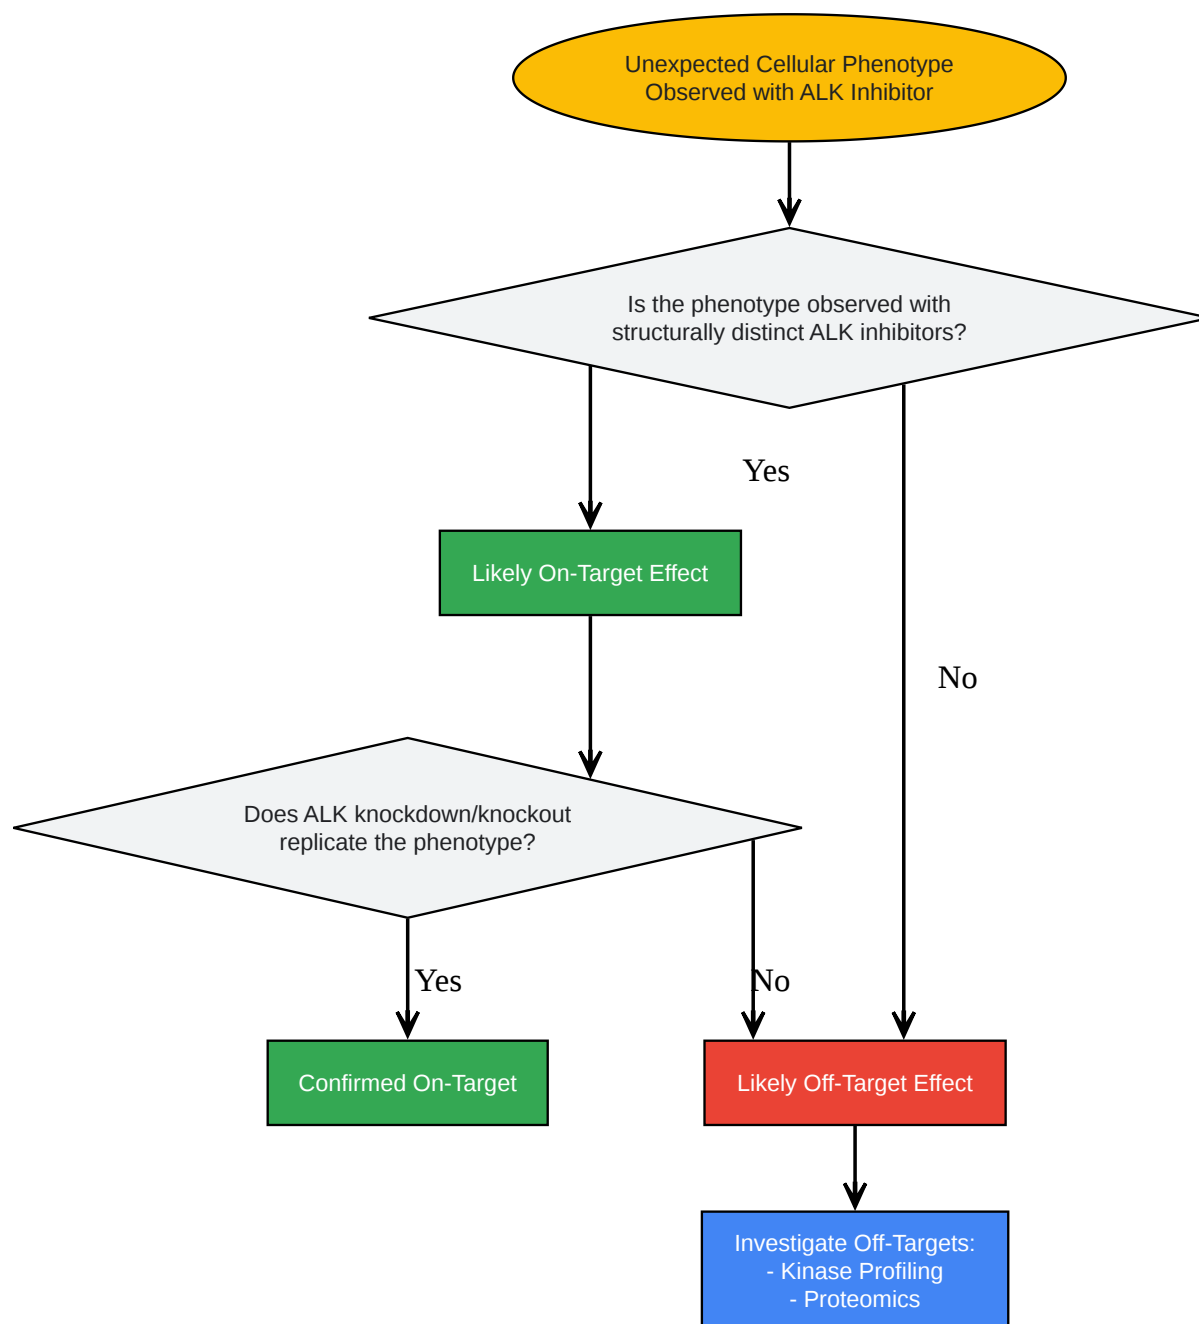 Unexpected Cellular Phenotype
Observed with ALK Inhibitor
Is the phenotype observed with
structurally distinct ALK inhibitors?
Yes
Likely On-Target Effect
No
Does ALK knockdown/knockout
replicate the phenotype?
Yes
No
Confirmed On-Target
Likely Off-Target Effect
Investigate Off-Targets:
- Kinase Profiling
- Proteomics